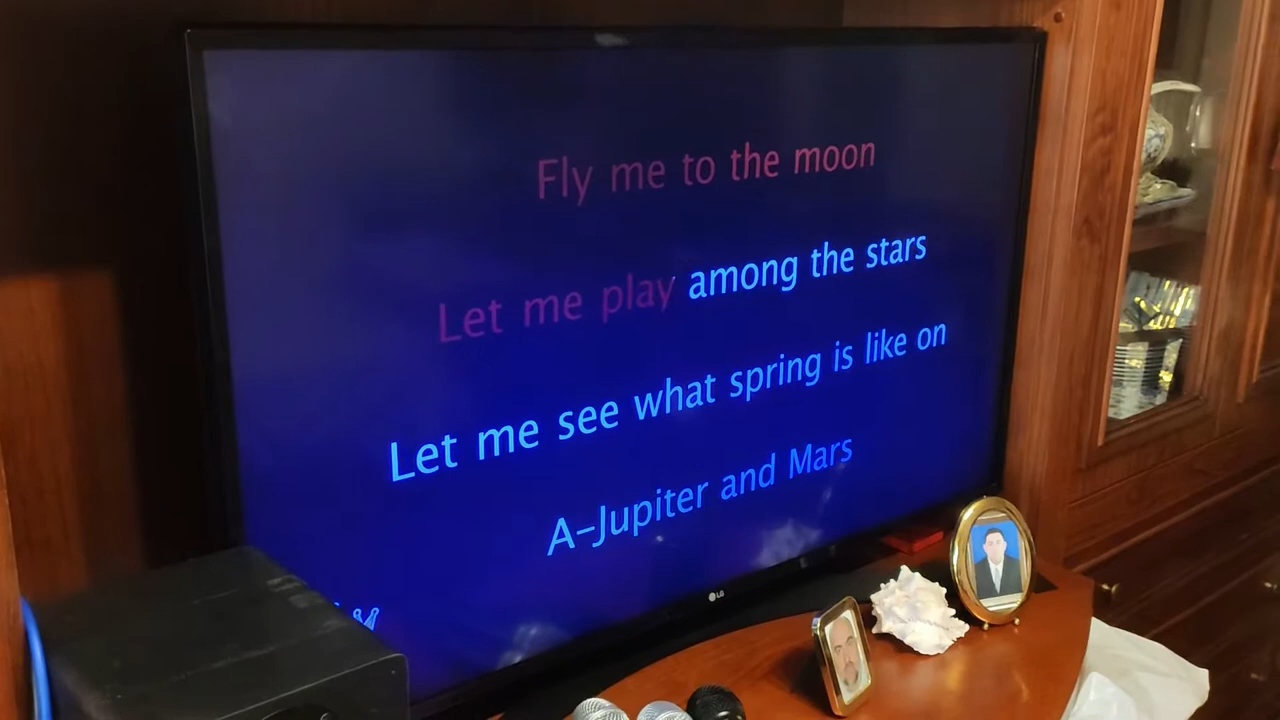 Fly me to the moon
Let me play among the stars
Let me see what spring is like on
A-Jupiter and Mars
LG